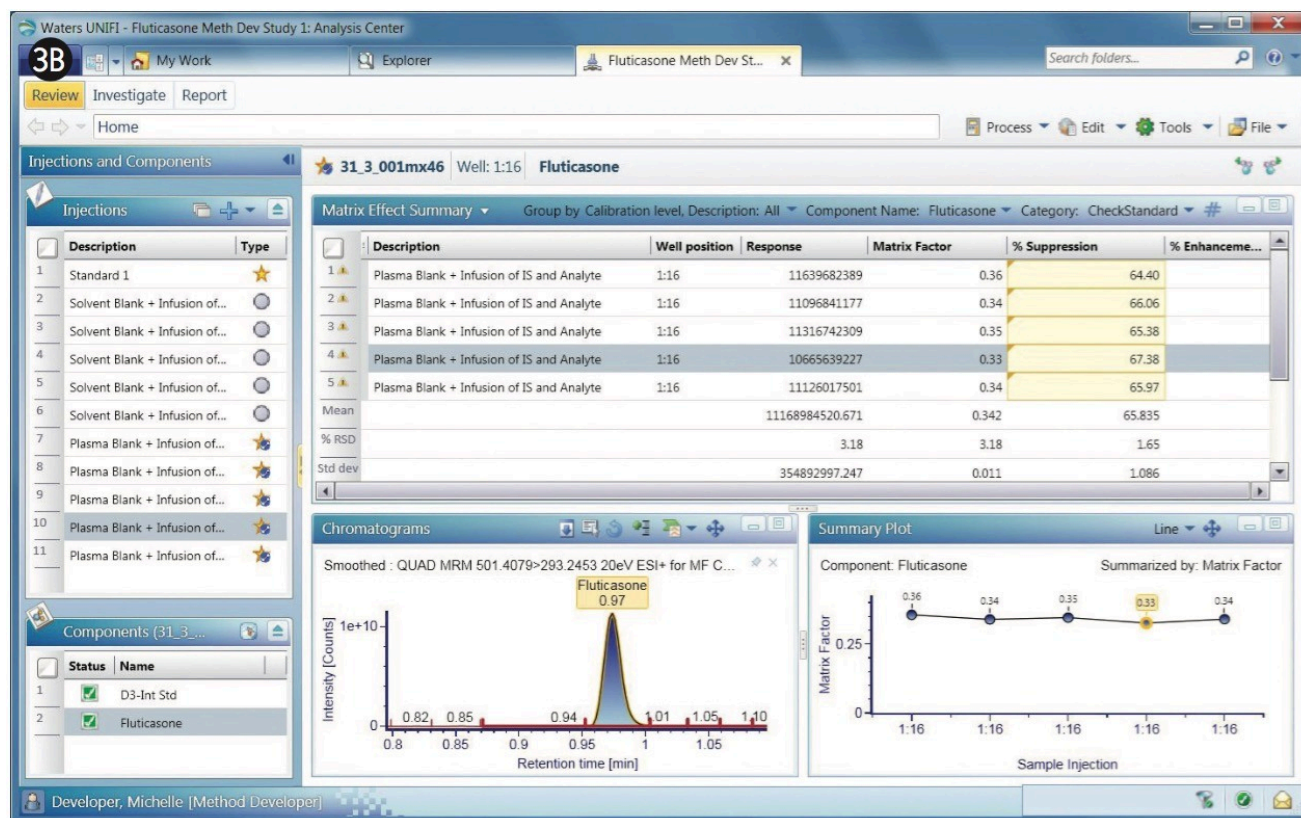 Waters UNIFI - Fluticasone Meth Dev Study 1: Analysis Center
3B
My Work
Explorer
Fluticasone Meth Dev St...
Search folders...
Review Investigate Report
Home
Process Edit Tools File
Injections and Components
31_3_001mx46 Well: 1:16 Fluticasone
Injections
Description Type
1 Standard 1
2 Solvent Blank + Infusion of...
3 Solvent Blank + Infusion of...
4 Solvent Blank + Infusion of...
5 Solvent Blank + Infusion of...
6 Solvent Blank + Infusion of...
7 Plasma Blank + Infusion of...
8 Plasma Blank + Infusion of...
9 Plasma Blank + Infusion of...
10 Plasma Blank + Infusion of...
11 Plasma Blank + Infusion of...
Components (31_3_...
Status Name
1 D3-Int Std
2 Fluticasone
Matrix Effect Summary Group by Calibration level, Description: All Component Name: Fluticasone Category: CheckStandard
Description Well position Response Matrix Factor % Suppression % Enhanceme...
1 Plasma Blank + Infusion of IS and Analyte 1:16 11639682389 0.36 64.40
2 Plasma Blank + Infusion of IS and Analyte 1:16 11096841177 0.34 66.06
3 Plasma Blank + Infusion of IS and Analyte 1:16 11316742309 0.35 65.38
4 Plasma Blank + Infusion of IS and Analyte 1:16 10665639227 0.33 67.38
5 Plasma Blank + Infusion of IS and Analyte 1:16 11126017501 0.34 65.97
Mean 11168984520.671 0.342 65.835
% RSD 3.18 3.18 1.65
Std dev 354892997.247 0.011 1.086
Chromatograms
Smoothed : QUAD MRM 501.4079>293.2453 20eV ESI+ for MF C...
Fluticasone
0.97
Intensity [Counts]
1e+10
0
0.82 0.85 0.94 1.01 1.05 1.10
0.8 0.85 0.9 0.95 1 1.05
Retention time [min]
Summary Plot Line
Component: Fluticasone Summarized by: Matrix Factor
0.36 0.34 0.35 0.33 0.34
Matrix Factor
0.25
0
1:16 1:16 1:16 1:16 1:16
Sample Injection
Developer, Michelle [Method Developer]